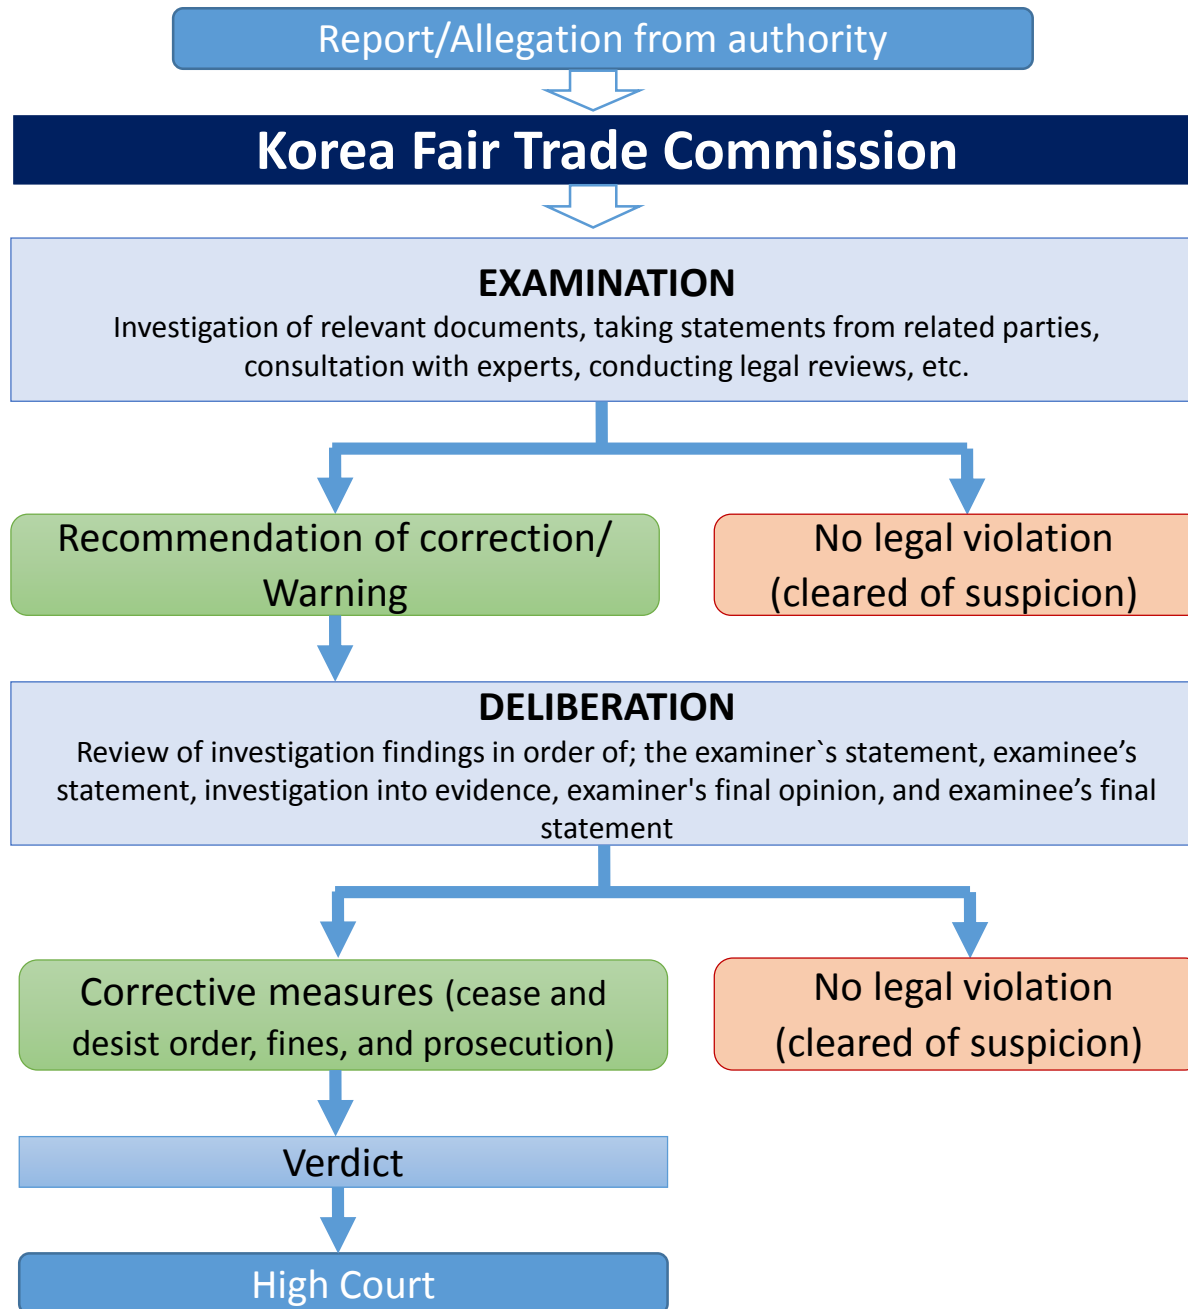 Report/Allegation from authority
Korea Fair Trade Commission
EXAMINATION
Investigation of relevant documents, taking statements from related parties,
consultation with experts, conducting legal reviews, etc.
Recommendation of correction/
Warning
No legal violation
(cleared of suspicion)
DELIBERATION
Review of investigation findings in order of; the examiner`s statement, examinee’s
statement, investigation into evidence, examiner's final opinion, and examinee’s final
statement
Corrective measures (cease and
desist order, fines, and prosecution)
No legal violation
(cleared of suspicion)
Verdict
High Court